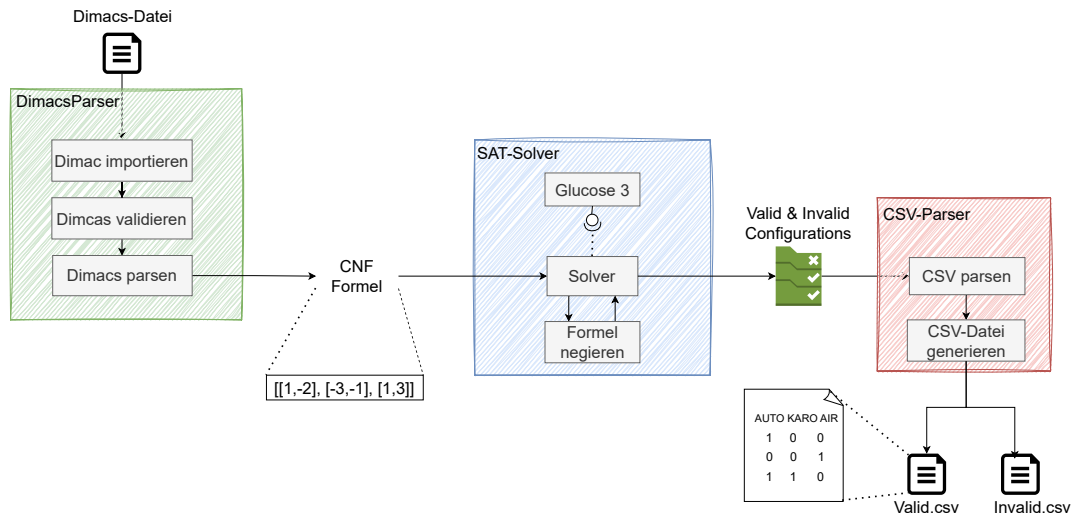 Dimacs-Datei
DimacsParser
Dimac importieren
Dimcas validieren
Dimacs parsen
CNF
Formel
[[1,-2], [-3,-1], [1,3]]
SAT-Solver
Glucose 3
Solver
Formel
negieren
Valid & Invalid
Configurations
CSV-Parser
CSV parsen
CSV-Datei
generieren
AUTO KARO AIR
1 0 0
0 0 1
1 1 0
Valid.csv
Invalid.csv